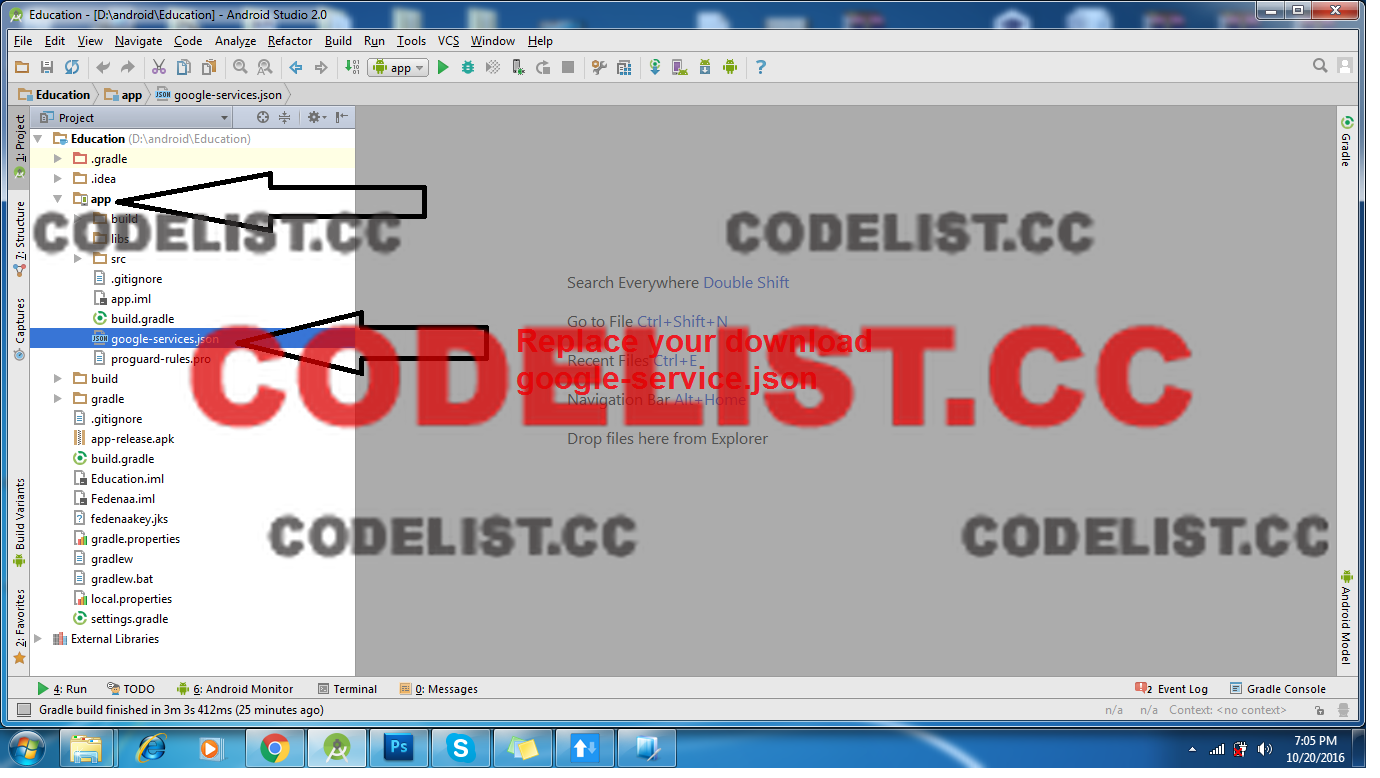 Education - [D:\android\Education] - Android Studio 2.0
File Edit View Navigate Code Analyze Refactor Build Run Tools VCS Window Help
app
Education app google-services.json
Project
1: Project
7: Structure
Captures
Build Variants
2: Favorites
Education (D:\android\Education)
.gradle
.idea
app
build
libs
src
.gitignore
app.iml
build.gradle
google-services.json
proguard-rules.pro
build
gradle
.gitignore
app-release.apk
build.gradle
Education.iml
Fedenaa.iml
fedenaakey.jks
gradle.properties
gradlew
gradlew.bat
local.properties
settings.gradle
External Libraries
CODELIST.CC
CODELIST.CC
Search Everywhere Double Shift
Go to File Ctrl+Shift+N
Replace your download
Recent Files Ctrl+E
google-service.json
CODELIST.CC
Navigation Bar Alt+Home
Drop files here from Explorer
CODELIST.CC
CODELIST.CC
Gradle
Android Model
4: Run TODO 6: Android Monitor Terminal 0: Messages 2 Event Log Gradle Console
Gradle build finished in 3m 3s 412ms (25 minutes ago) n/a n/a Context: <no context>
Ps
7:05 PM
10/20/2016